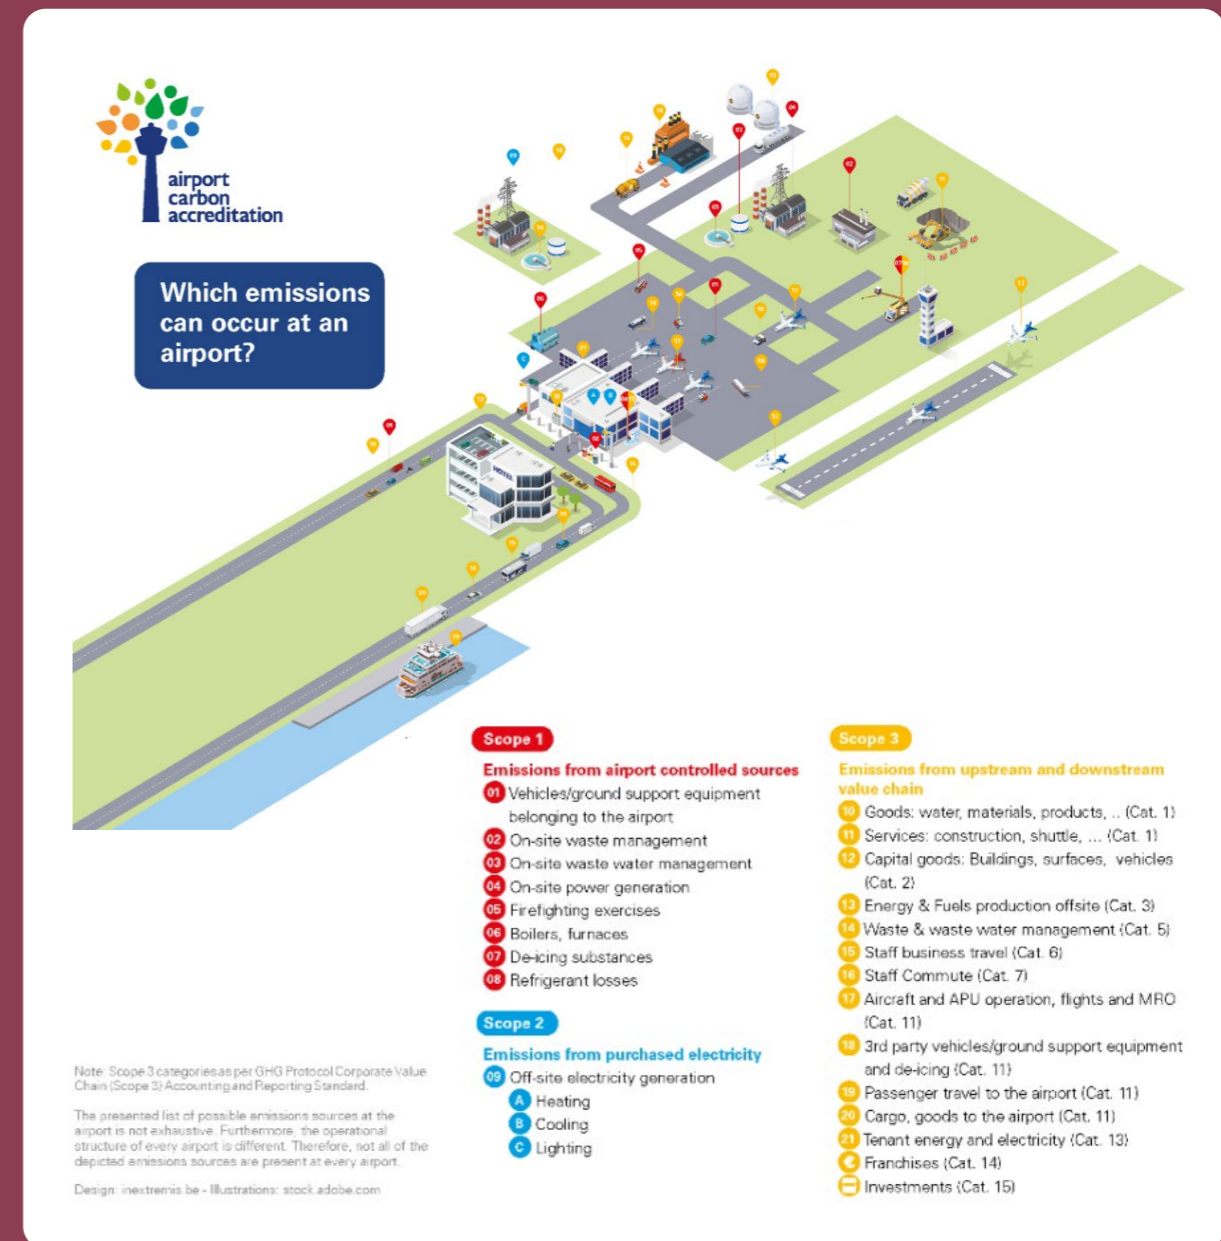 airport
carbon
accreditation
Which emissions
can occur at an
airport?
HOTEL
Scope 1
Emissions from airport controlled sources
01 Vehicles/ground support equipment
belonging to the airport
02 On-site waste management
03 On-site waste water management
04 On-site power generation
05 Firefighting exercises
06 Boilers, furnaces
07 De-icing substances
08 Refrigerant losses
Scope 2
Emissions from purchased electricity
09 Off-site electricity generation
A Heating
B Cooling
C Lighting
Scope 3
Emissions from upstream and downstream
value chain
10 Goods: water, materials, products, .. (Cat. 1)
11 Services: construction, shuttle, ... (Cat. 1)
12 Capital goods: Buildings, surfaces, vehicles
(Cat. 2)
13 Energy & Fuels production offsite (Cat. 3)
14 Waste & waste water management (Cat. 5)
15 Staff business travel (Cat. 6)
16 Staff Commute (Cat. 7)
17 Aircraft and APU operation, flights and MRO
(Cat. 11)
18 3rd party vehicles/ground support equipment
and de-icing (Cat. 11)
19 Passenger travel to the airport (Cat. 11)
20 Cargo, goods to the airport (Cat. 11)
21 Tenant energy and electricity (Cat. 13)
Franchises (Cat. 14)
Investments (Cat. 15)
Note: Scope 3 categories as per GHG Protocol Corporate Value
Chain (Scope 3) Accounting and Reporting Standard.
The presented list of possible emissions sources at the
airport is not exhaustive. Furthermore, the operational
structure of every airport is different. Therefore, not all of the
depicted emissions sources are present at every airport.
Design: inextremis.be - Illustrations: stock.adobe.com